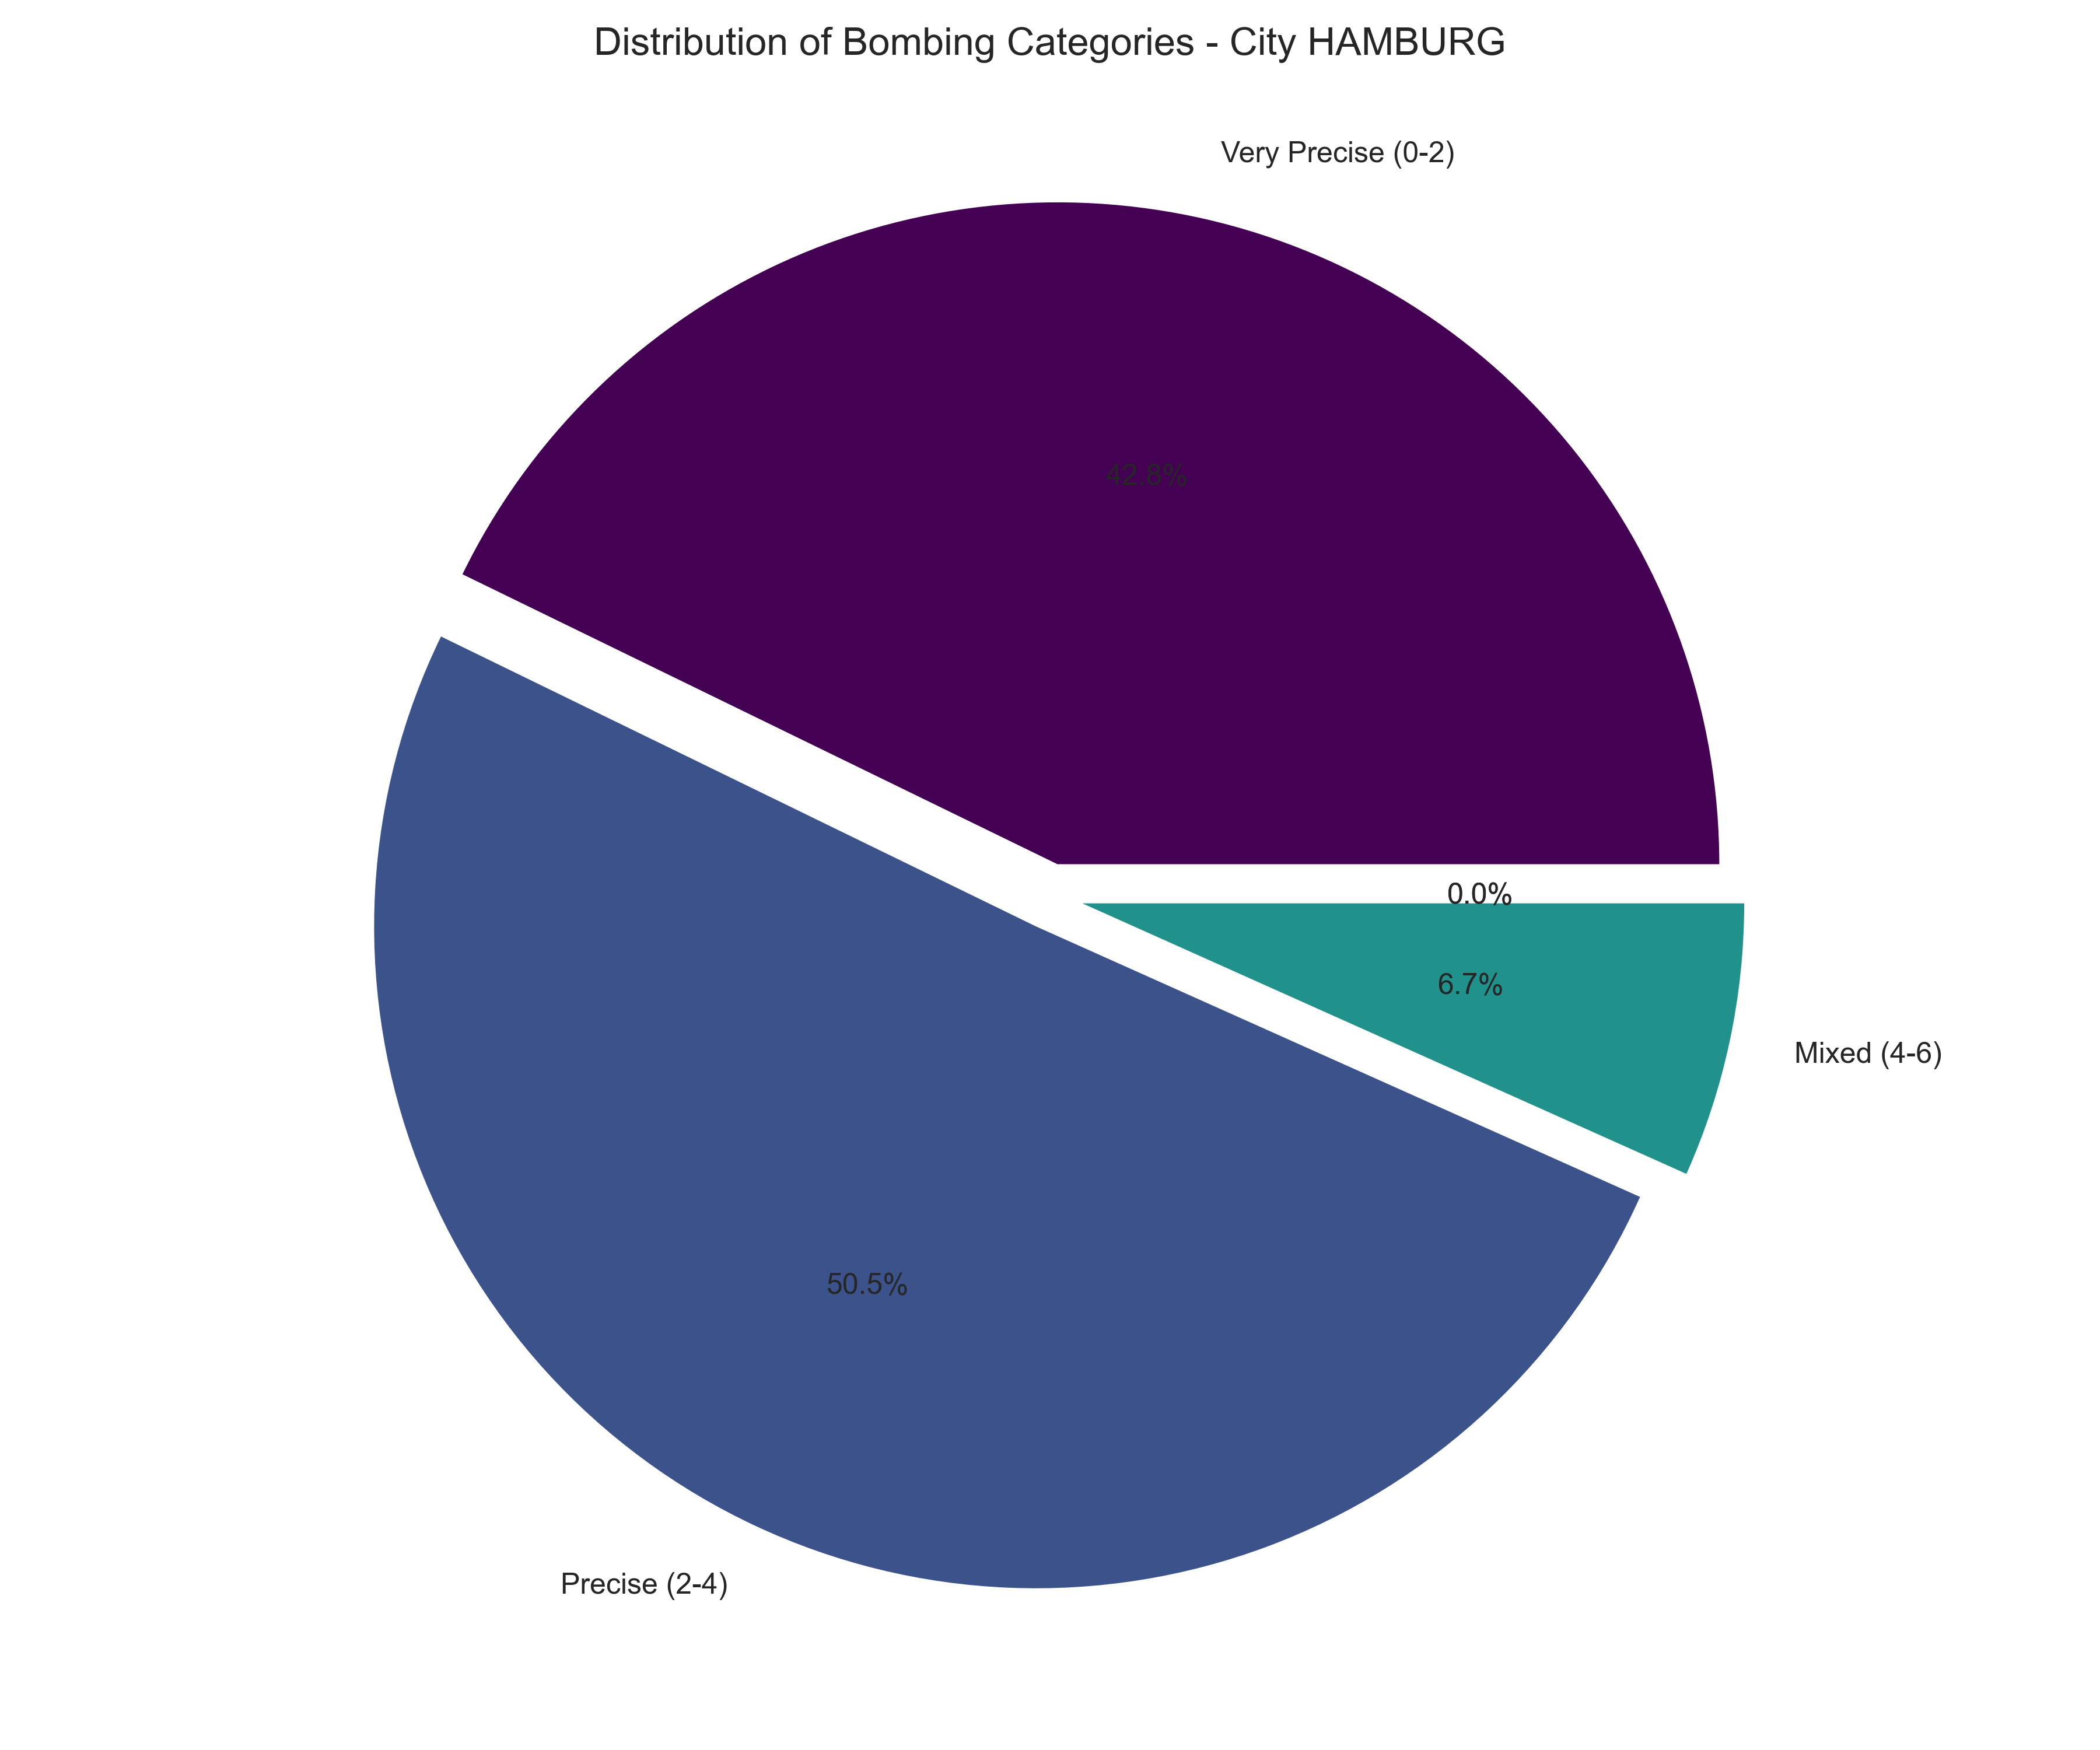 Distribution of Bombing Categories - City HAMBURG
Very Precise (0-2)
42.8%
0.0%
6.7%
Mixed (4-6)
50.5%
Precise (2-4)